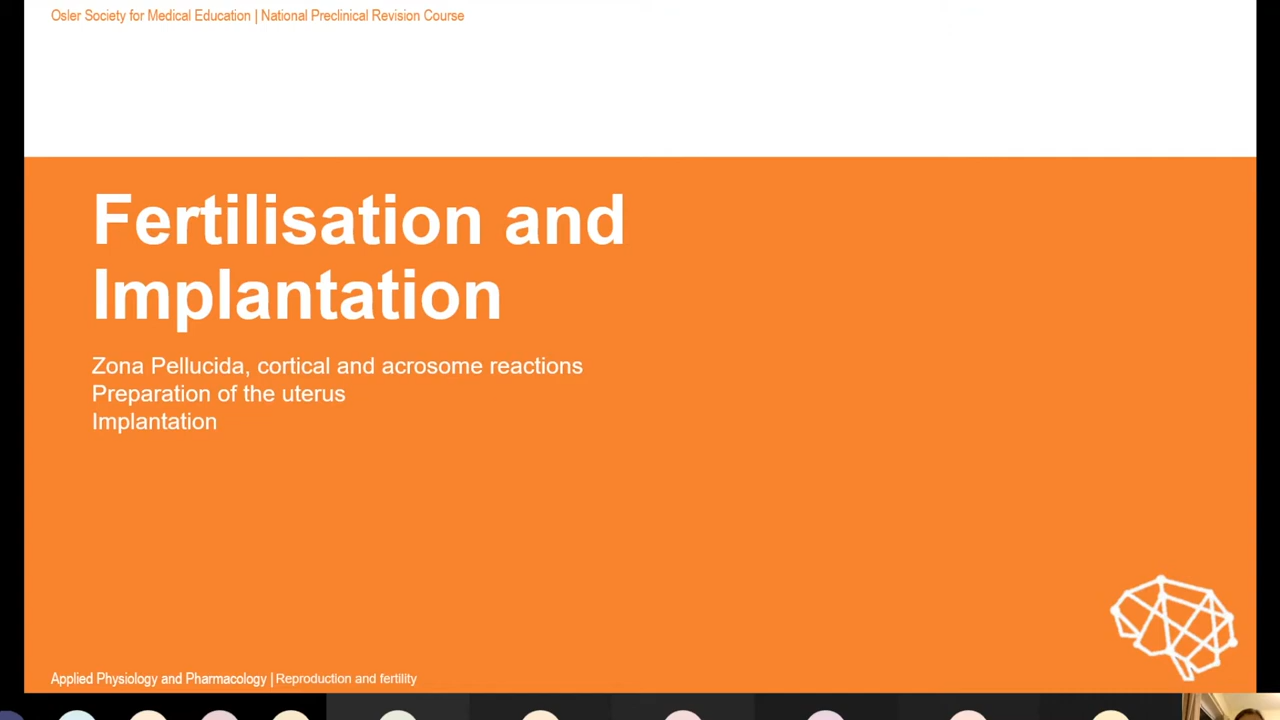 Osler Society for Medical Education | National Preclinical Revision Course
Fertilisation and
Implantation
Zona Pellucida, cortical and acrosome reactions
Preparation of the uterus
Implantation
Applied Physiology and Pharmacology | Reproduction and fertility